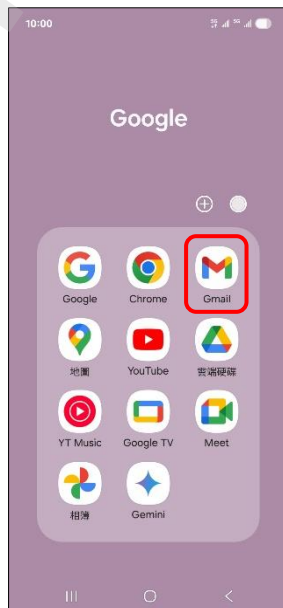 10:00
Google
Google
Chrome
Gmail
地圖
YouTube
雲端硬碟
YT Music
Google TV
Meet
相簿
Gemini